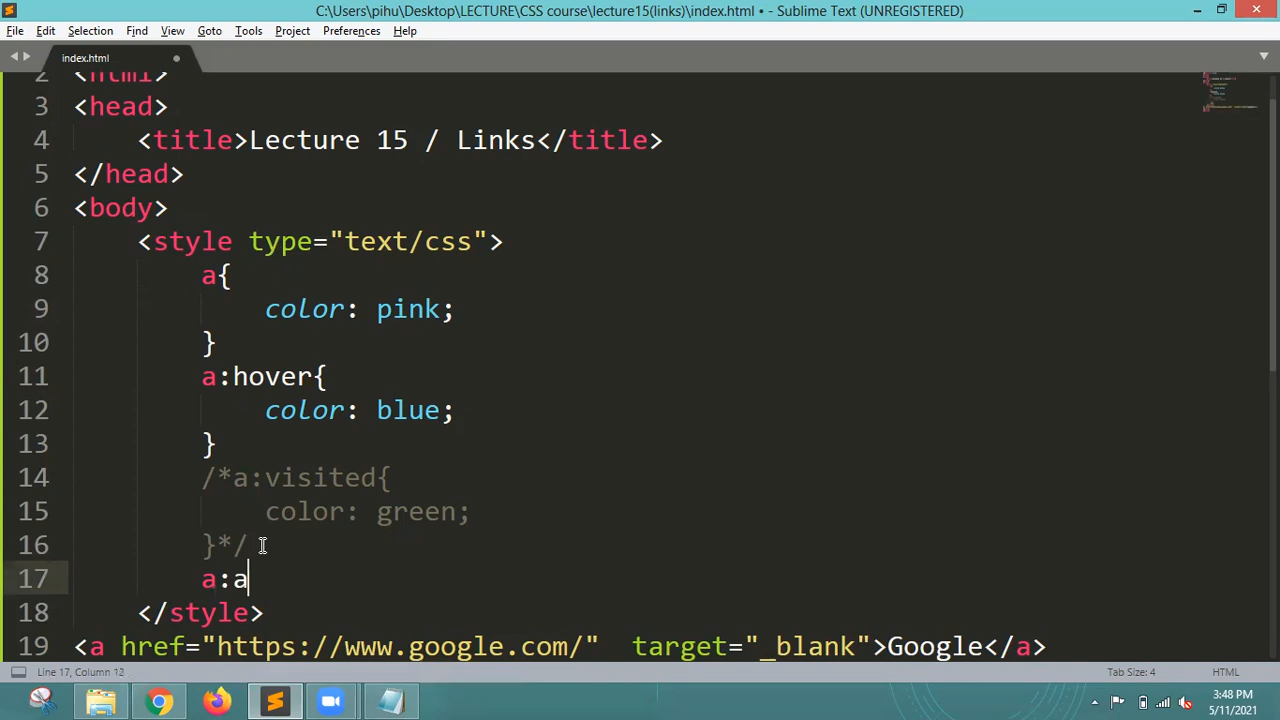 C:\Users\pihu\Desktop\LECTURE\CSS course\lecture15(links)\index.html • - Sublime Text (UNREGISTERED)
File Edit Selection Find View Goto Tools Project Preferences Help
index.html
2 <html>
3 <head>
4 <title>Lecture 15 / Links</title>
5 </head>
6 <body>
7 <style type="text/css">
8 a{
9 color: pink;
10 }
11 a:hover{
12 color: blue;
13 }
14 /*a:visited{
15 color: green;
16 }*/
17 a:a
18 </style>
19 <a href="https://www.google.com/"  target="_blank">Google</a>
Line 17, Column 12 Tab Size: 4 HTML
3:48 PM
5/11/2021